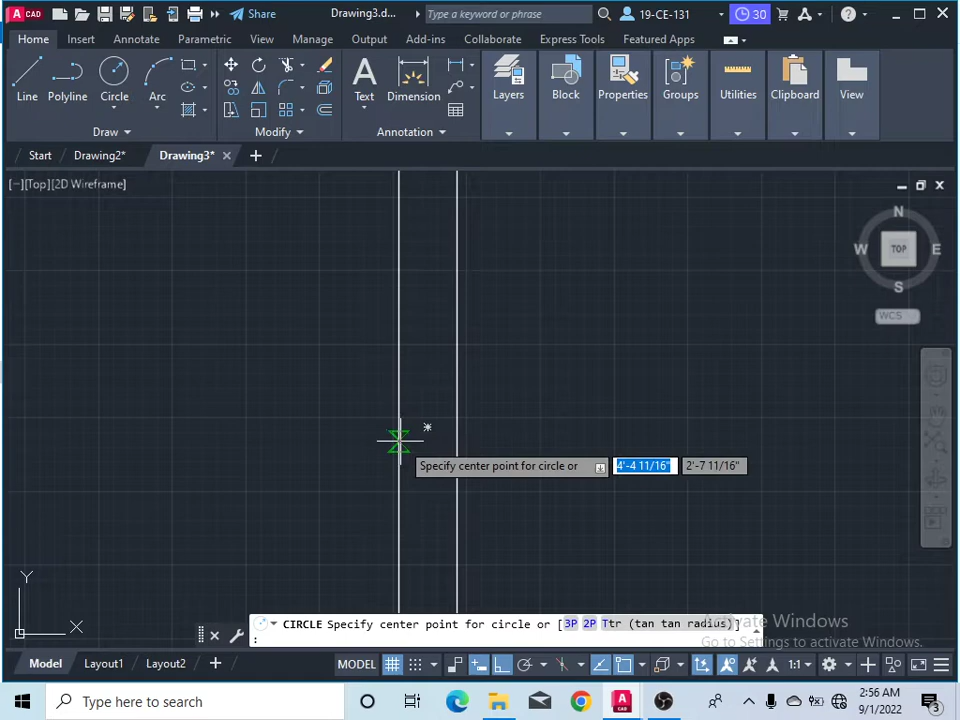 CAD
Share
Drawing3.d...
Type a keyword or phrase
19-CE-131
30
Home
Insert
Annotate
Parametric
View
Manage
Output
Add-ins
Collaborate
Express Tools
Featured Apps
Line
Polyline
Circle
Arc
Text
Dimension
Layers
Block
Properties
Groups
Utilities
Clipboard
View
Draw
Modify
Annotation
Start
Drawing2*
Drawing3*
[−][Top][2D Wireframe]
N
W
TOP
E
S
WCS
Specify center point for circle or
4'-4 11/16"
2'-7 11/16"
Y
X
CIRCLE Specify center point for circle or [3P 2P Ttr (tan tan radius)]
:
Activate Windows
Go to Settings to activate Windows.
Model
Layout1
Layout2
MODEL
1:1
Type here to search
2:56 AM
9/1/2022
3